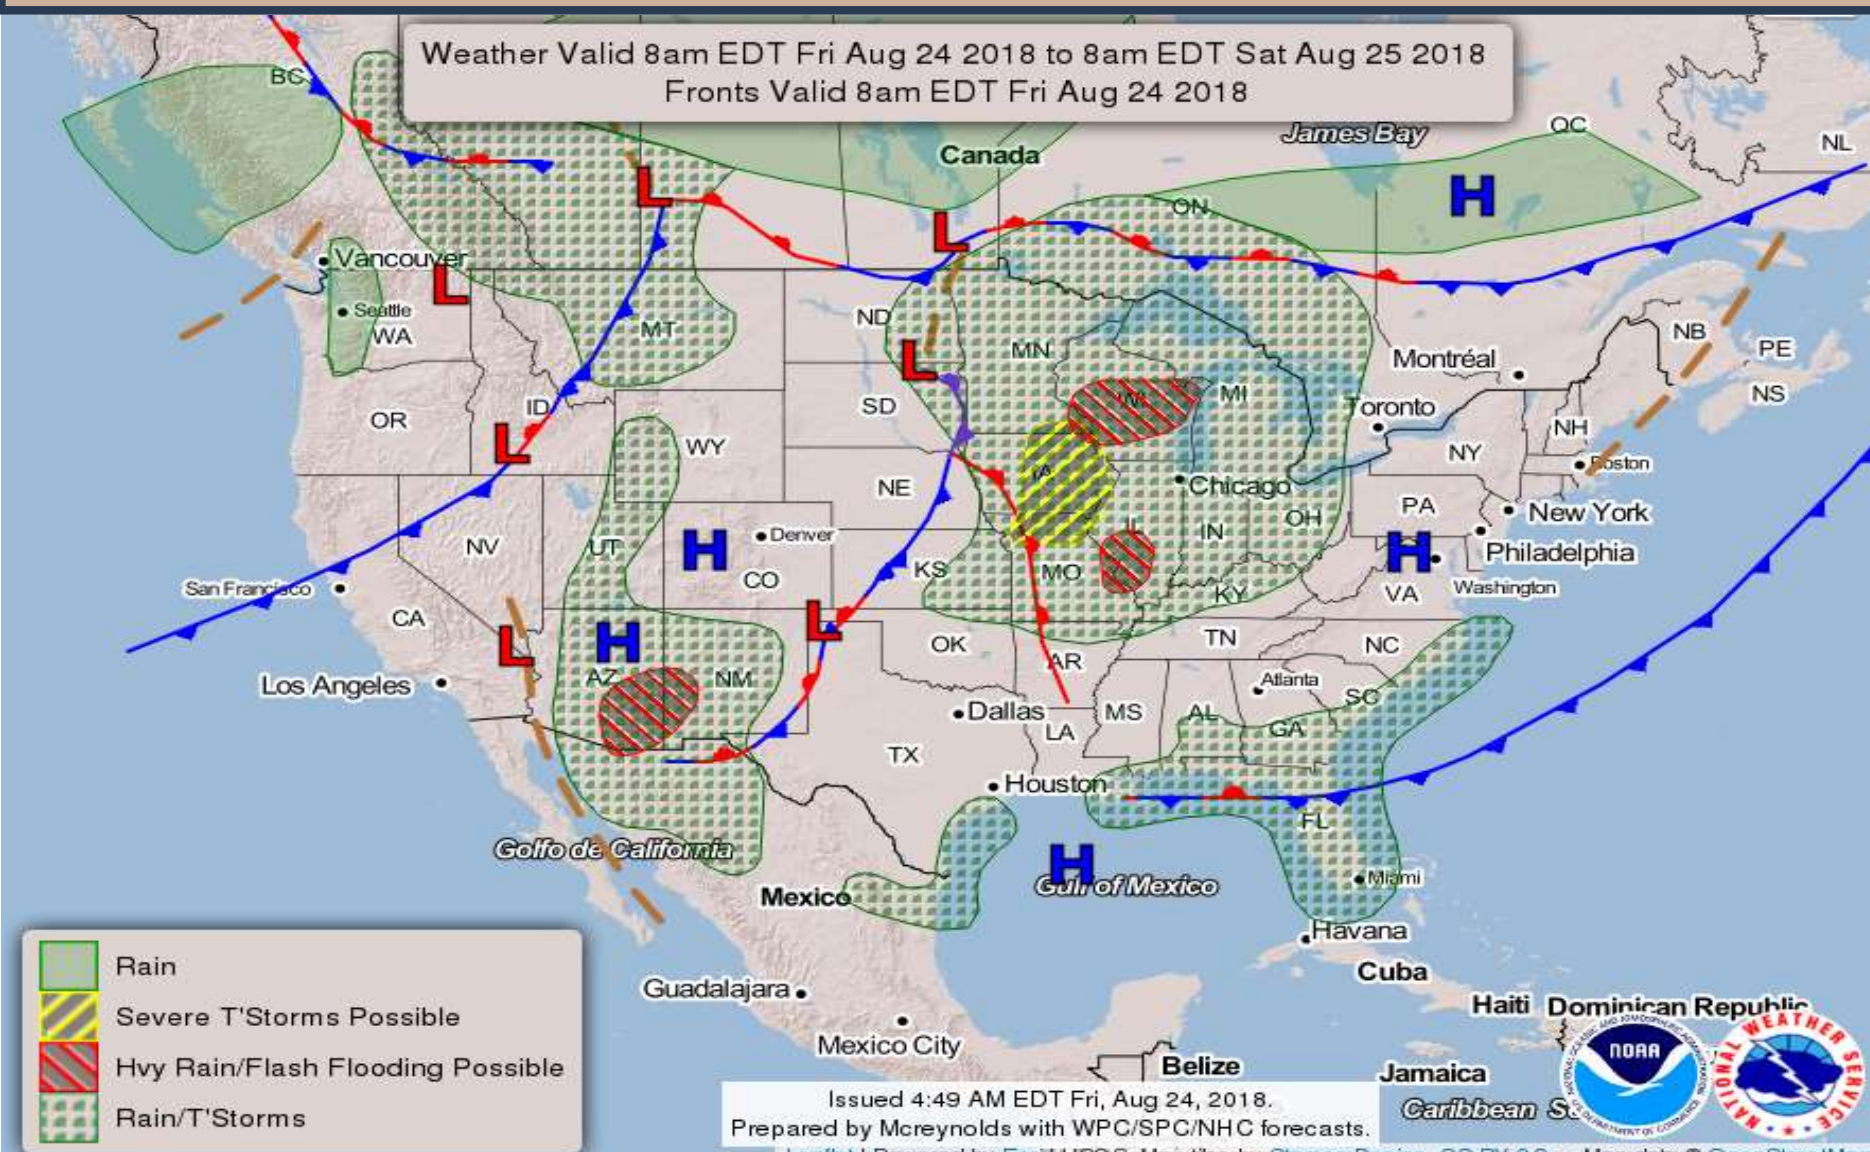 Weather Valid 8am EDT Fri Aug 24 2018 to 8am EDT Sat Aug 25 2018
Fronts Valid 8am EDT Fri Aug 24 2018
BC
James Bay
QC
NL
Canada
L
H
ON
L
Vancouver
L
Seattle
WA
MT
ND
MN
L
Montréal
NB
PE
NS
OR
ID
L
WY
SD
WI
MI
Toronto
NY
NH
Boston
IA
NE
Chicago
PA
New York
NV
UT
H
Denver
CO
KS
MO
IL
IN
OH
H
Philadelphia
VA
Washington
San Francisco
CA
KY
L
H
L
OK
AR
TN
NC
Los Angeles
AZ
NM
Dallas
LA
MS
AL
Atlanta
GA
SC
TX
Houston
FL
Golfo de California
H
Gulf of Mexico
Miami
Mexico
Havana
Cuba
Guadalajara
Mexico City
Haiti
Dominican Republic
Belize
Jamaica
Caribbean
Rain
Severe T'Storms Possible
Hvy Rain/Flash Flooding Possible
Rain/T'Storms
Issued 4:49 AM EDT Fri, Aug 24, 2018.
Prepared by Mcreynolds with WPC/SPC/NHC forecasts.
NOAA
NATIONAL WEATHER SERVICE